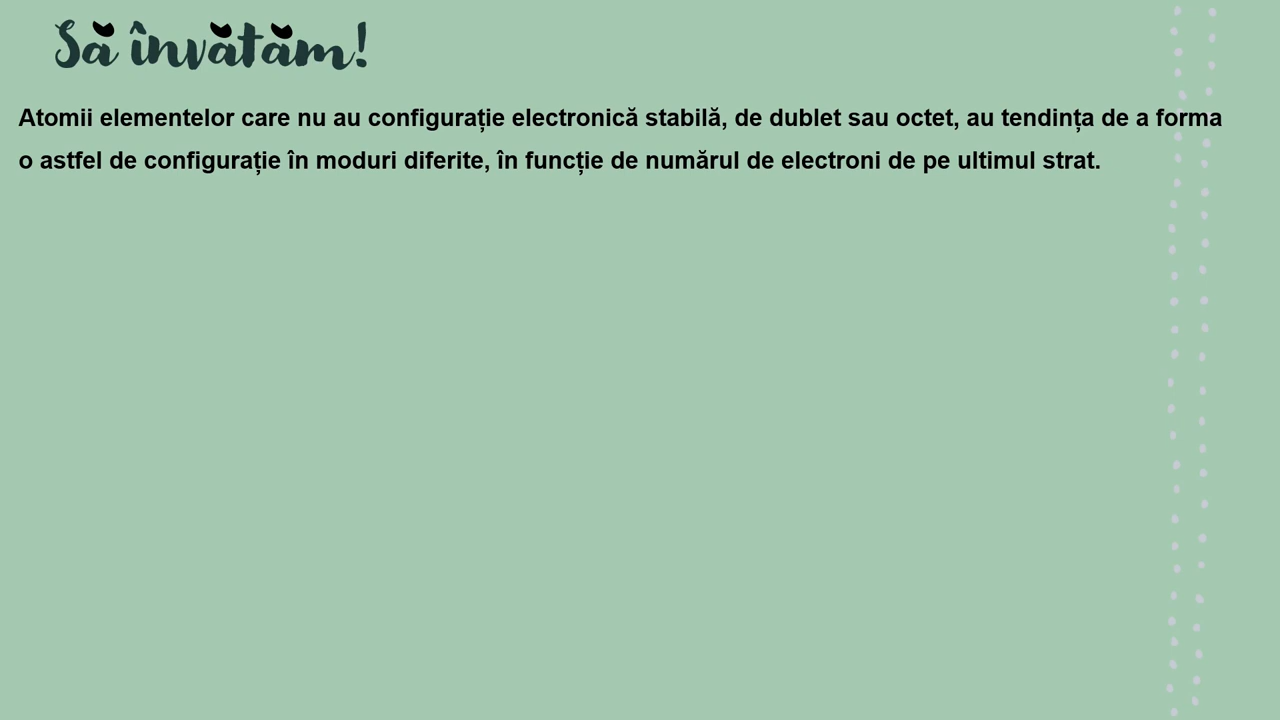 Să învătăm!
Atomii elementelor care nu au configurație electronică stabilă, de dublet sau octet, au tendința de a forma
o astfel de configurație în moduri diferite, în funcție de numărul de electroni de pe ultimul strat.